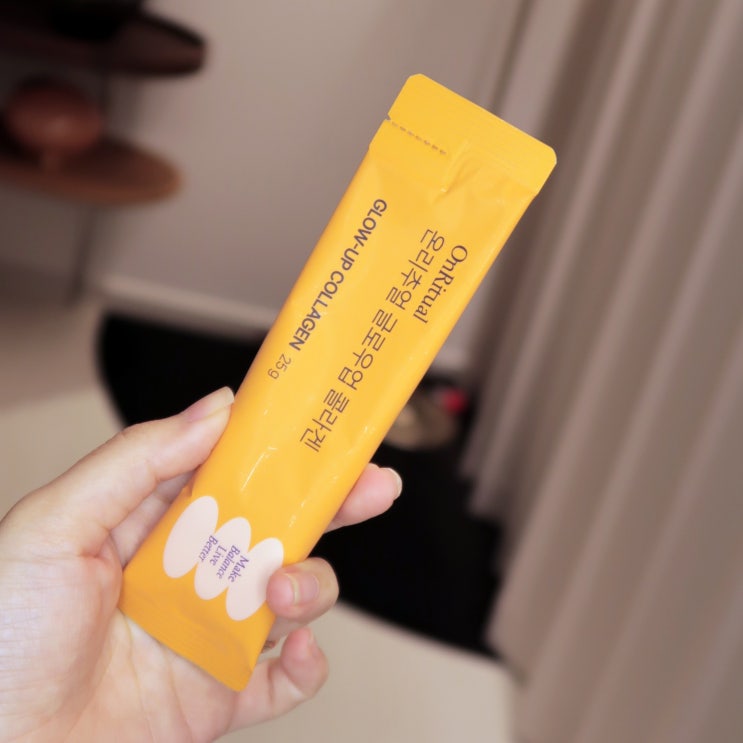 OnRitual
온리추얼 글로우업 콜라겐
GLOW-UP COLLAGEN 25g
Make
Balance
Live
Better